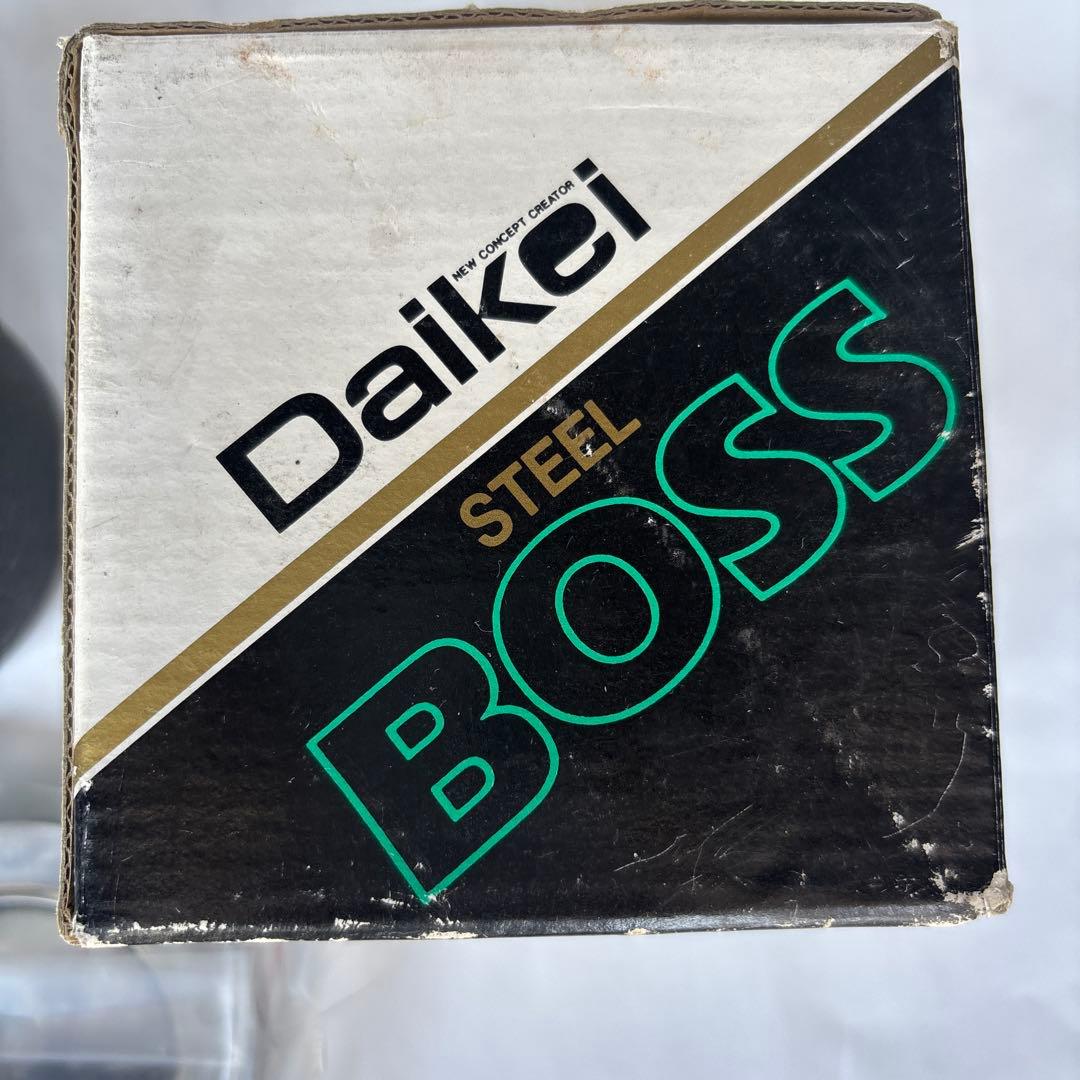 NEW CONCEPT CREATOR
Daikei
STEEL
BOSS